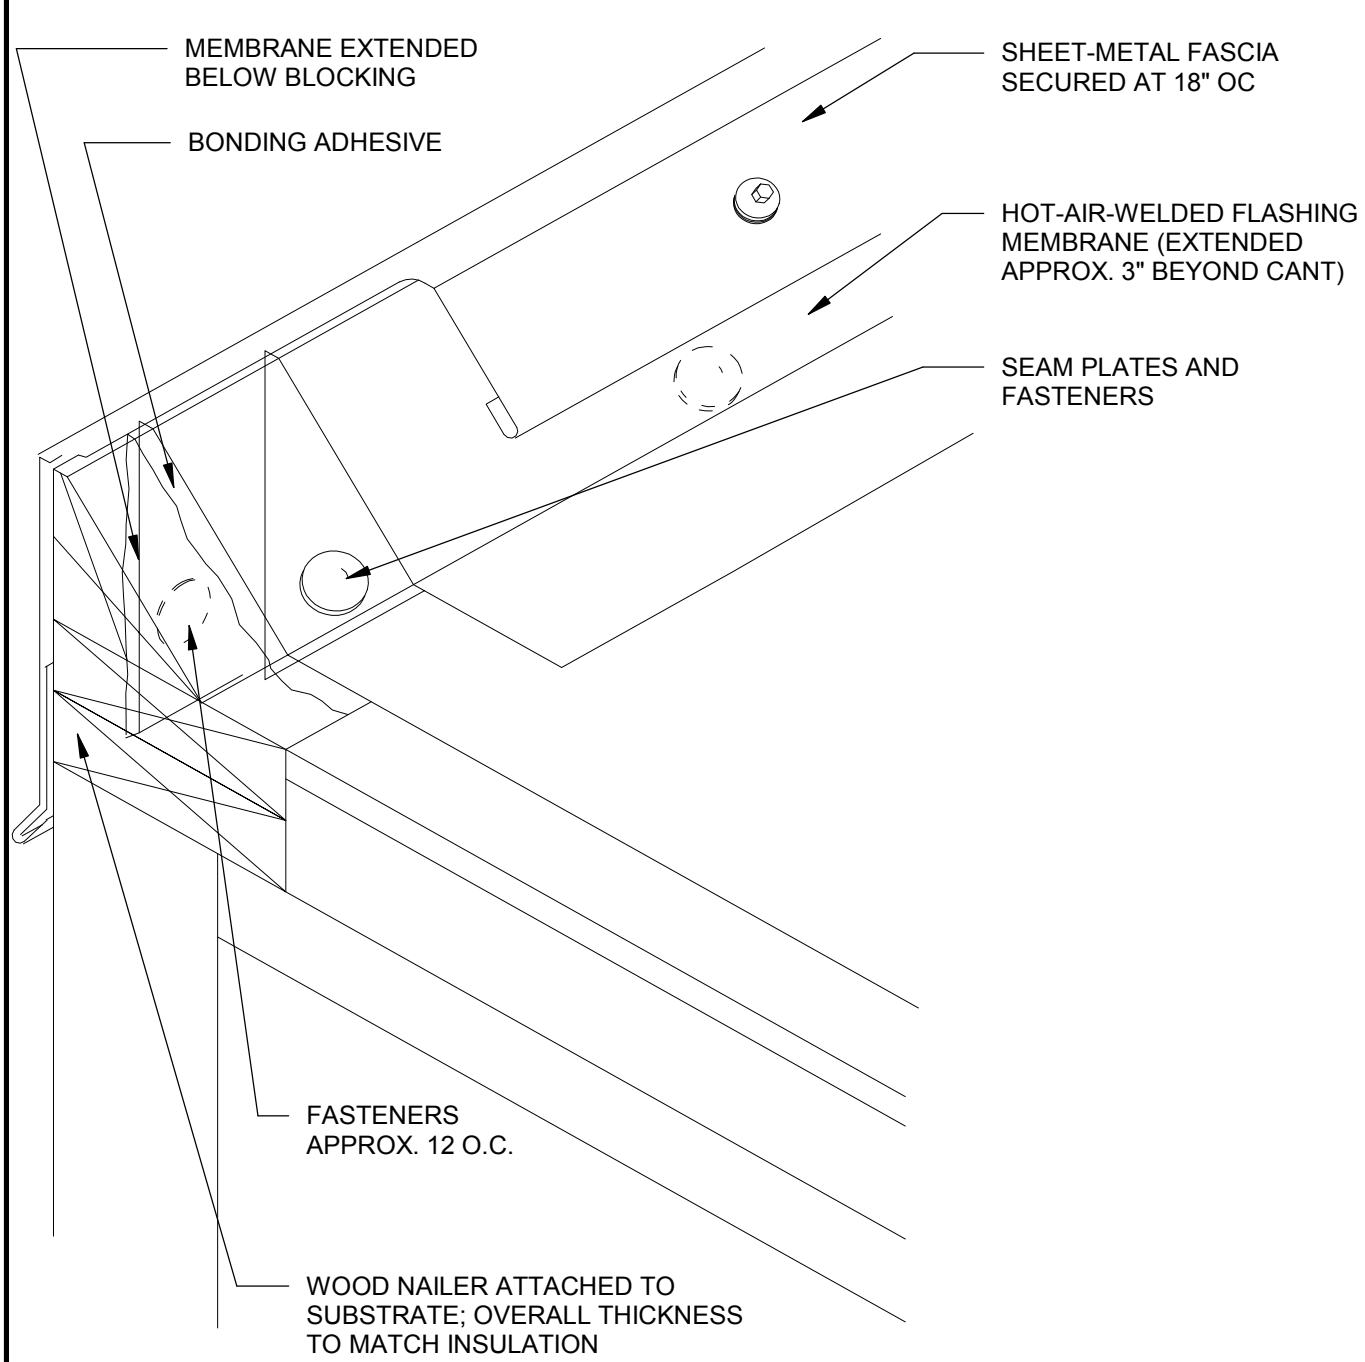 MEMBRANE EXTENDED
BELOW BLOCKING
BONDING ADHESIVE
SHEET-METAL FASCIA
SECURED AT 18" OC
HOT-AIR-WELDED FLASHING
MEMBRANE (EXTENDED
APPROX. 3" BEYOND CANT)
SEAM PLATES AND
FASTENERS
FASTENERS
APPROX. 12 O.C.
WOOD NAILER ATTACHED TO
SUBSTRATE; OVERALL THICKNESS
TO MATCH INSULATION